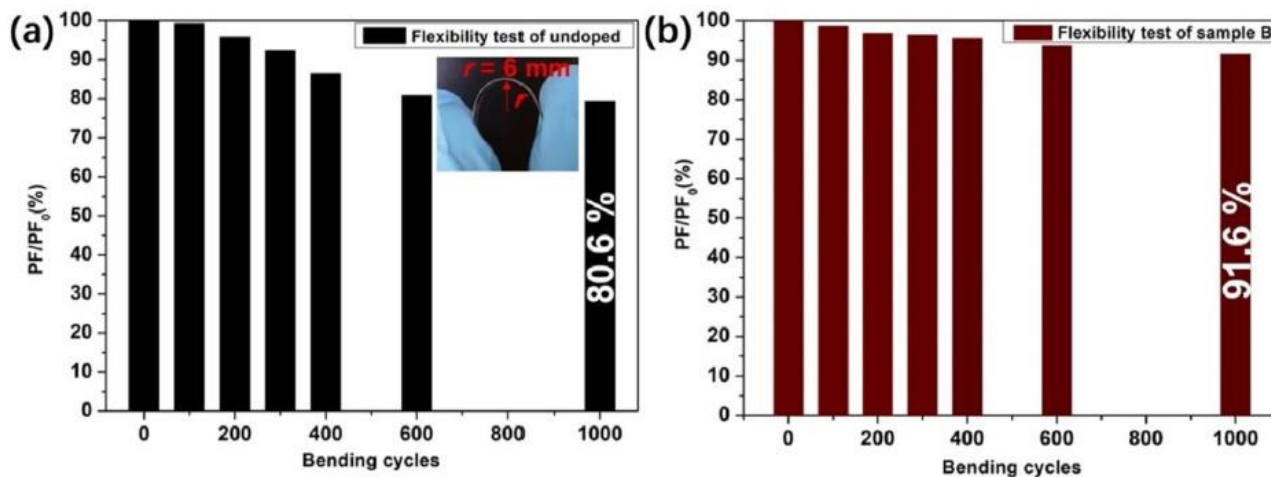 (a)
Flexibility test of undoped
r = 6 mm
r
80.6 %
PF/PF₀(%)
100
90
80
70
60
50
40
30
20
10
0
0 200 400 600 800 1000
Bending cycles
(b)
Flexibility test of sample B
91.6 %
PF/PF₀(%)
100
90
80
70
60
50
40
30
20
10
0
0 200 400 600 800 1000
Bending cycles